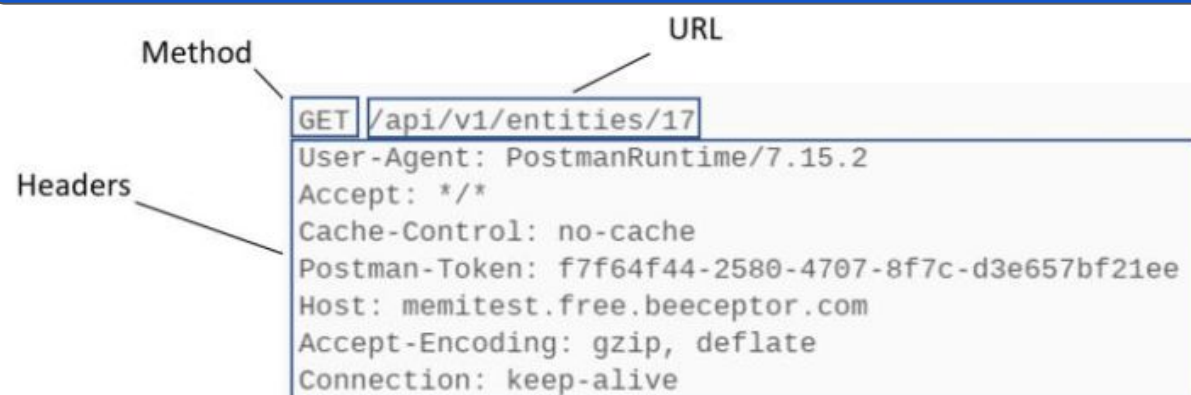 URL
Method
GET /api/v1/entities/17
User-Agent: PostmanRuntime/7.15.2
Headers
Accept: */*
Cache-Control: no-cache
Postman-Token: f7f64f44-2580-4707-8f7c-d3e657bf21ee
Host: memitest.free.beeceptor.com
Accept-Encoding: gzip, deflate
Connection: keep-alive